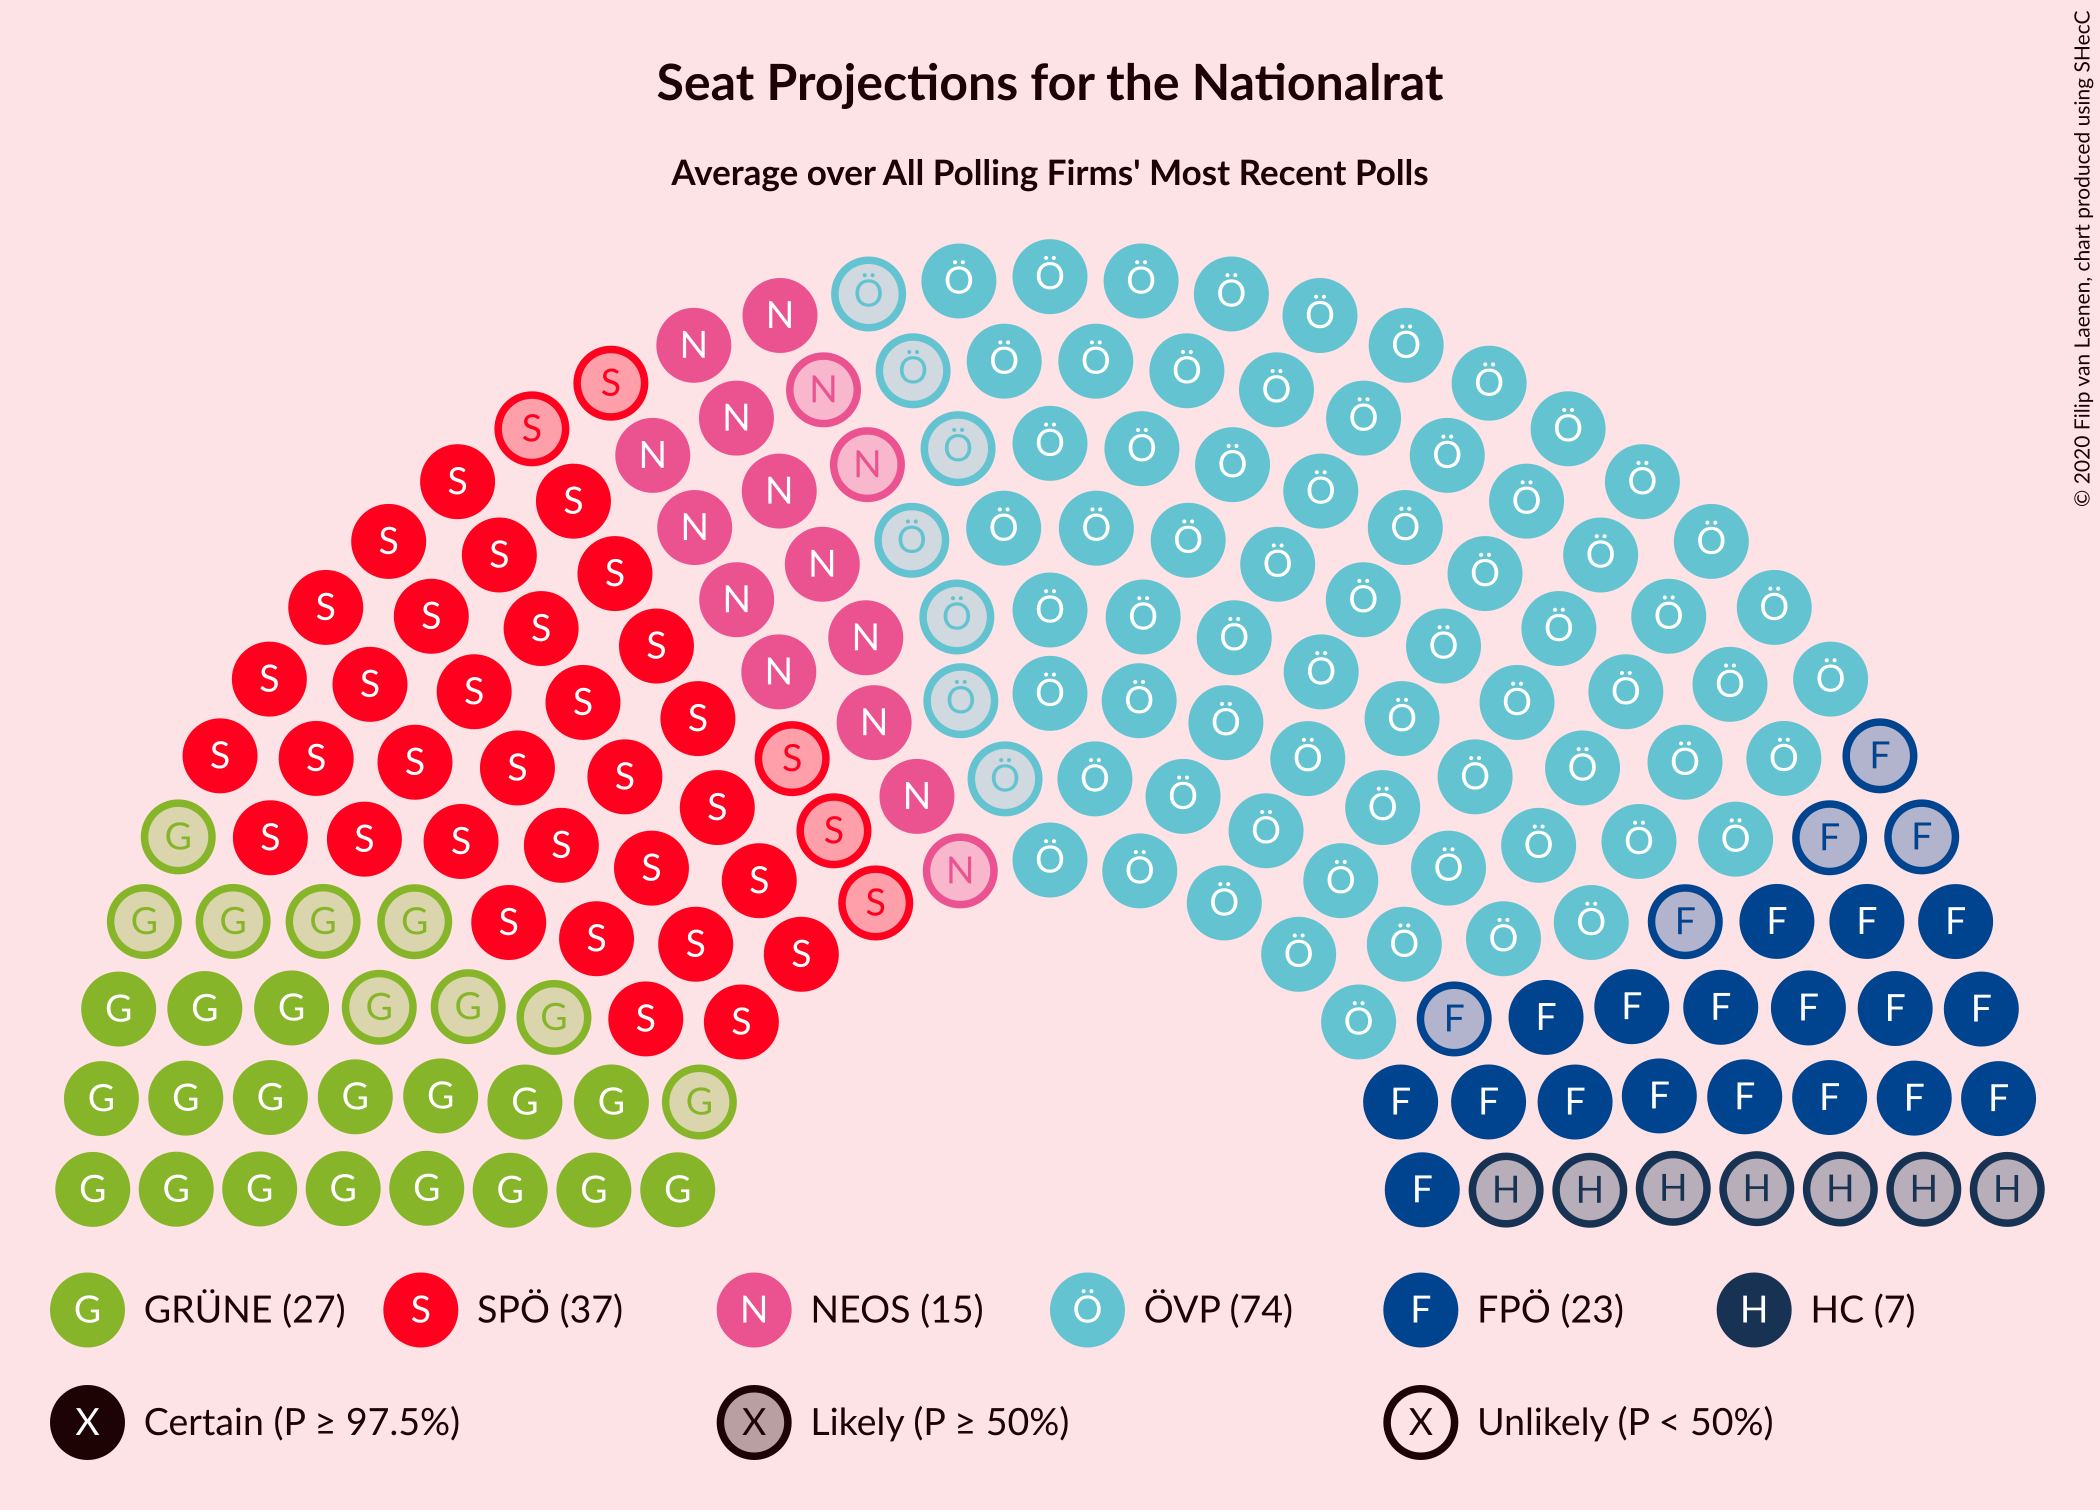 Seat Projections for the Nationalrat
Average over All Polling Firms' Most Recent Polls
© 2020 Filip van Laenen, chart produced using SHecC
Ö Ö Ö Ö Ö
N N Ö Ö
S S N N Ö Ö Ö Ö Ö Ö Ö Ö
S S N N Ö Ö Ö Ö Ö Ö Ö
S S S N N Ö Ö Ö Ö Ö Ö Ö Ö
S S S S N N Ö Ö Ö Ö Ö Ö Ö Ö
S S S S S N N Ö Ö Ö Ö Ö Ö Ö Ö Ö Ö
S S S S S S S N Ö Ö Ö Ö Ö Ö Ö Ö Ö F
G S S S S S S S N Ö Ö Ö Ö Ö Ö Ö Ö F F
G G G G S S S S S Ö Ö Ö Ö Ö F F F F
G G G G G G S S Ö F F F F F F F
G G G G G G G G F F F F F F F F
G G G G G G G G F H H H H H H H
G GRÜNE (27) S SPÖ (37) N NEOS (15) Ö ÖVP (74) F FPÖ (23) H HC (7)
X Certain (P ≥ 97.5%) X Likely (P ≥ 50%) X Unlikely (P < 50%)